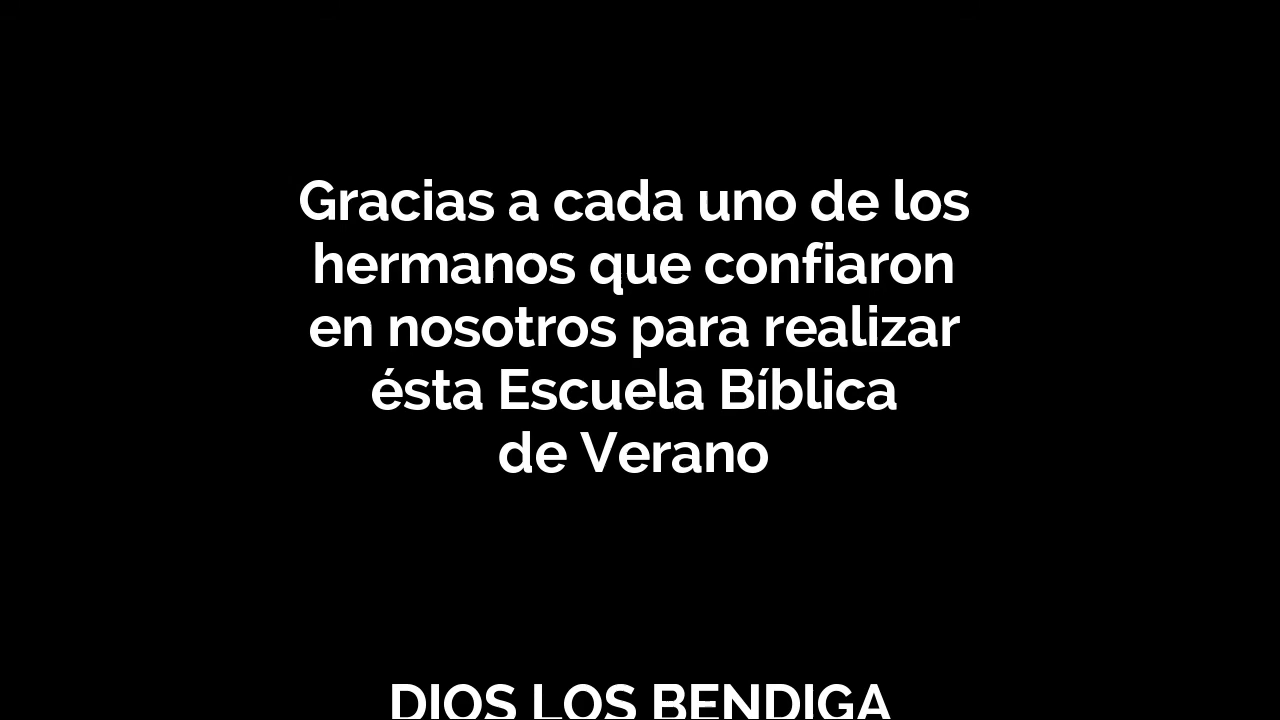 Gracias a cada uno de los
hermanos que confiaron
en nosotros para realizar
ésta Escuela Bíblica
de Verano
DIOS LOS BENDIGA